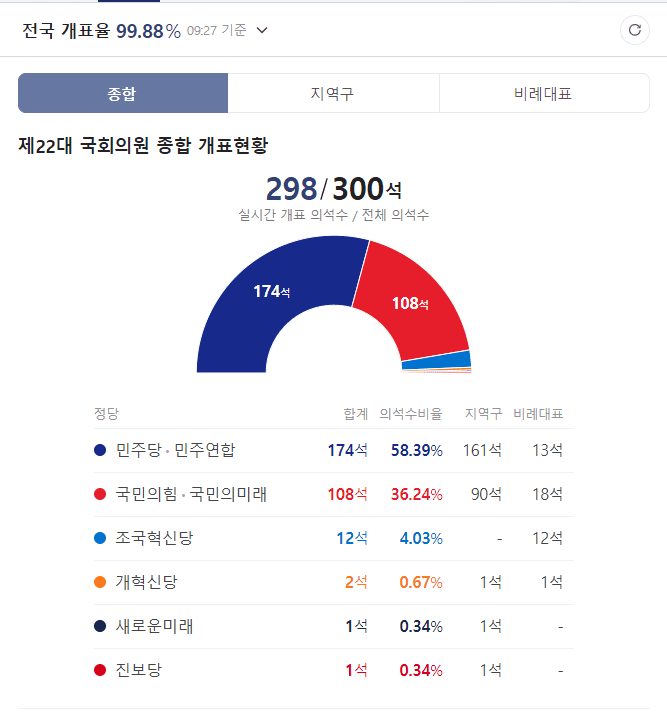 전국 개표율 99.88% 09:27 기준
종합 지역구 비례대표
제22대 국회의원 종합 개표현황
298/300석
실시간 개표 의석수 / 전체 의석수
174석
108석
정당 합계 의석수비율 지역구 비례대표
민주당·민주연합 174석 58.39% 161석 13석
국민의힘·국민의미래 108석 36.24% 90석 18석
조국혁신당 12석 4.03% - 12석
개혁신당 2석 0.67% 1석 1석
새로운미래 1석 0.34% 1석 -
진보당 1석 0.34% 1석 -